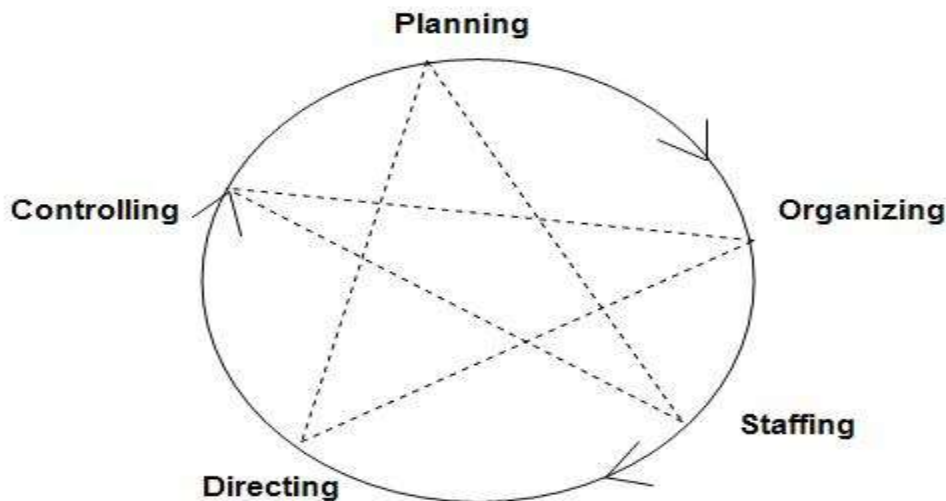 Planning
Organizing
Staffing
Directing
Controlling